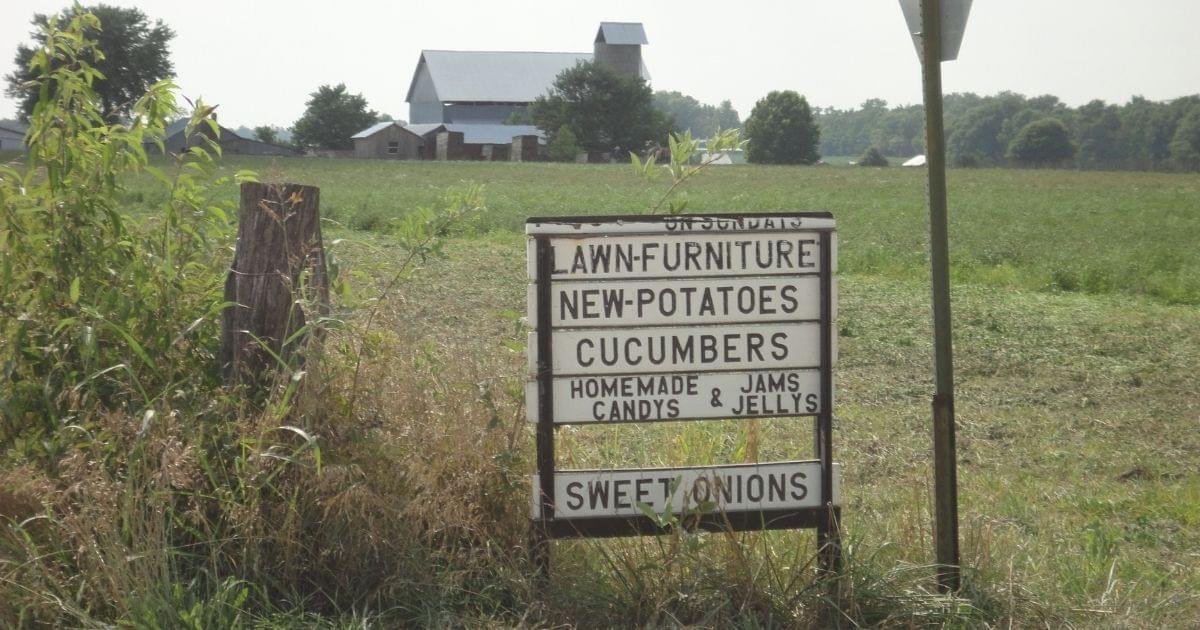 ON SUNDAYS
LAWN-FURNITURE
NEW-POTATOES
CUCUMBERS
HOMEMADE & JAMS
CANDYS JELLYS
SWEET ONIONS